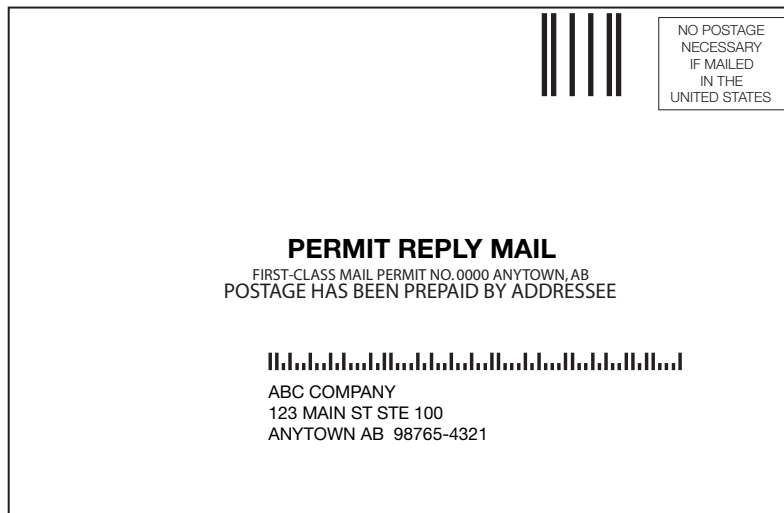 NO POSTAGE
NECESSARY
IF MAILED
IN THE
UNITED STATES
PERMIT REPLY MAIL
FIRST-CLASS MAIL PERMIT NO. 0000 ANYTOWN, AB
POSTAGE HAS BEEN PREPAID BY ADDRESSEE
ABC COMPANY
123 MAIN ST STE 100
ANYTOWN AB  98765-4321